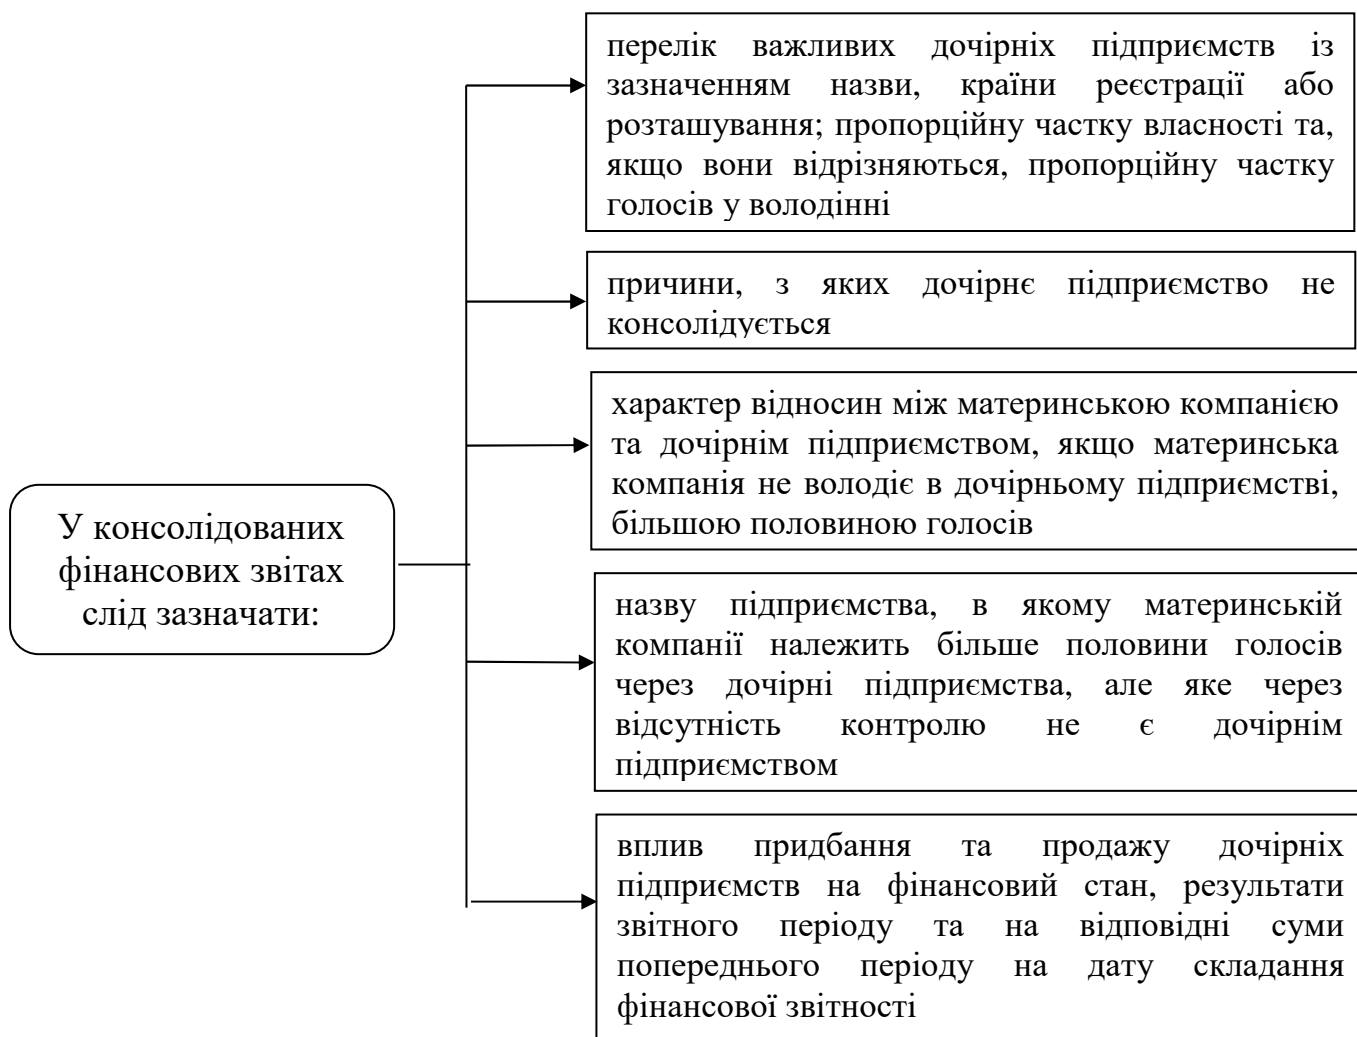 У консолідованих
фінансових звітах
слід зазначати:
перелік важливих дочірніх підприємств із
зазначенням назви, країни реєстрації або
розташування; пропорційну частку власності та,
якщо вони відрізняються, пропорційну частку
голосів у володінні
причини, з яких дочірнє підприємство не
консолідується
характер відносин між материнською компанією
та дочірнім підприємством, якщо материнська
компанія не володіє в дочірньому підприємстві,
більшою половиною голосів
назву підприємства, в якому материнській
компанії належить більше половини голосів
через дочірні підприємства, але яке через
відсутність контролю не є дочірнім
підприємством
вплив придбання та продажу дочірніх
підприємств на фінансовий стан, результати
звітного періоду та на відповідні суми
попереднього періоду на дату складання
фінансової звітності